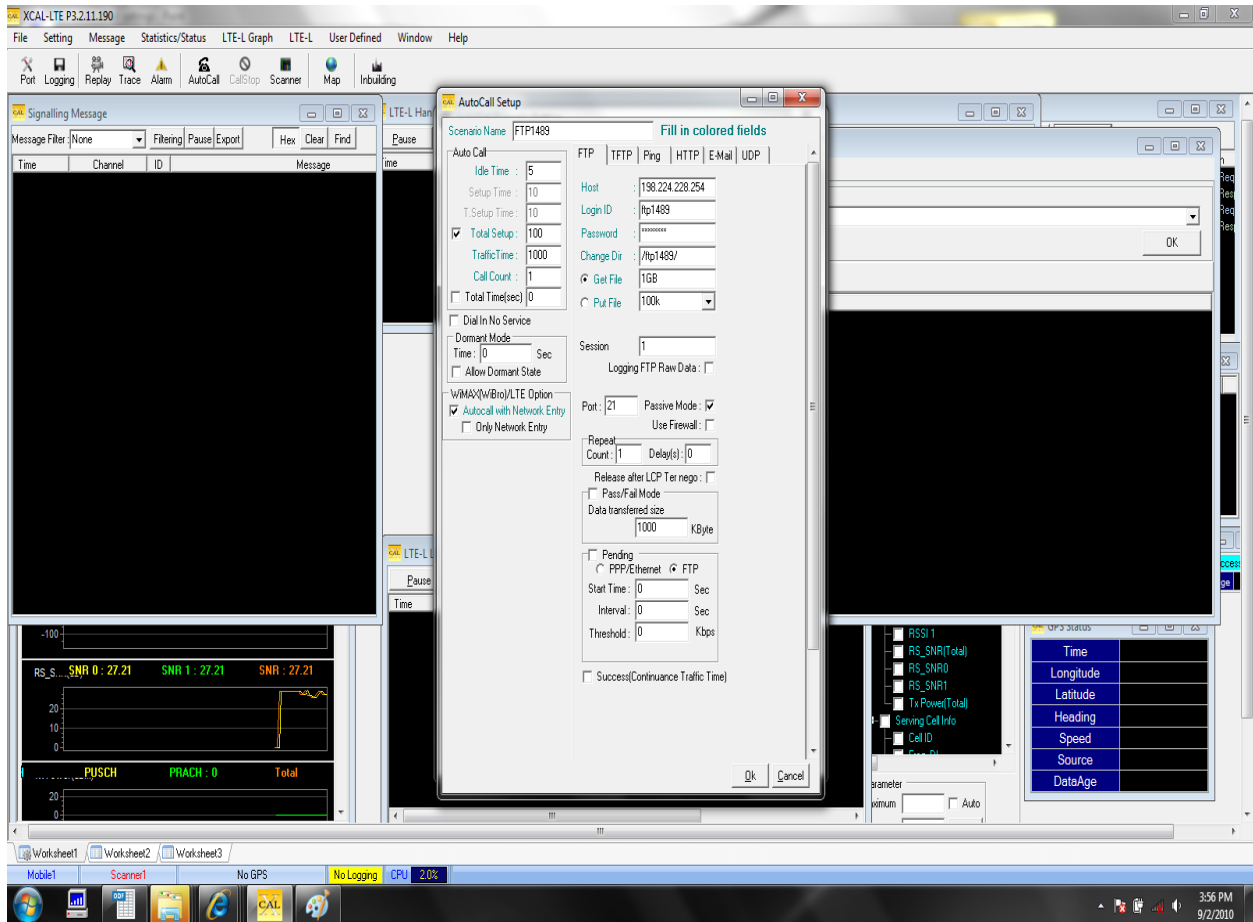 XCAL-LTE P3.2.11.190
File Setting Message Statistics/Status LTE-L Graph LTE-L User Defined Window Help
Port Logging Replay Trace Alarm AutoCall CallStop Scanner Map Inbuilding
Signalling Message
Message Filter : None Filtering Pause Export Hex Clear Find
Time Channel ID Message
LTE-L Han
Pause
ime
AutoCall Setup
Scenario Name FTP1489 Fill in colored fields
Auto Call
Idle Time : 5
Setup Time : 10
T.Setup Time : 10
Total Setup : 100
TrafficTime : 1000
Call Count : 1
Total Time(sec) 0
Dial In No Service
Dormant Mode
Time : 0 Sec
Allow Dormant State
WiMAX(WiBro)/LTE Option
Autocall with Network Entry
Only Network Entry
FTP TFTP Ping HTTP E-Mail UDP
Host : 198.224.228.254
Login ID : ftp1489
Password : ********
Change Dir : /ftp1489/
Get File 1GB
Put File 100k
Session 1
Logging FTP Raw Data :
Port : 21 Passive Mode :
Use Firewall :
Repeat
Count : 1 Delay(s) : 0
Release after LCP Ter nego :
Pass/Fail Mode
Data transferred size
1000 KByte
Pending
PPP/Ethernet FTP
Start Time : 0 Sec
Interval : 0 Sec
Threshold : 0 Kbps
Success(Continuance Traffic Time)
Ok Cancel
OK
Req
Res
Req
Res
LTE-L L
Pause
Time
ccess
ge
-100
RS_S... SNR 0 : 27.21 SNR 1 : 27.21 SNR : 27.21
20
10
0
PUSCH PRACH : 0 Total
20
0
RSSI 1
RS_SNR(Total)
RS_SNR0
RS_SNR1
Tx Power(Total)
Serving Cell Info
Cell ID
arameter
aximum Auto
GPS Status
Time
Longitude
Latitude
Heading
Speed
Source
DataAge
Worksheet1 Worksheet2 Worksheet3
Mobile1 Scanner1 No GPS No Logging CPU 2.0%
3:56 PM
9/2/2010